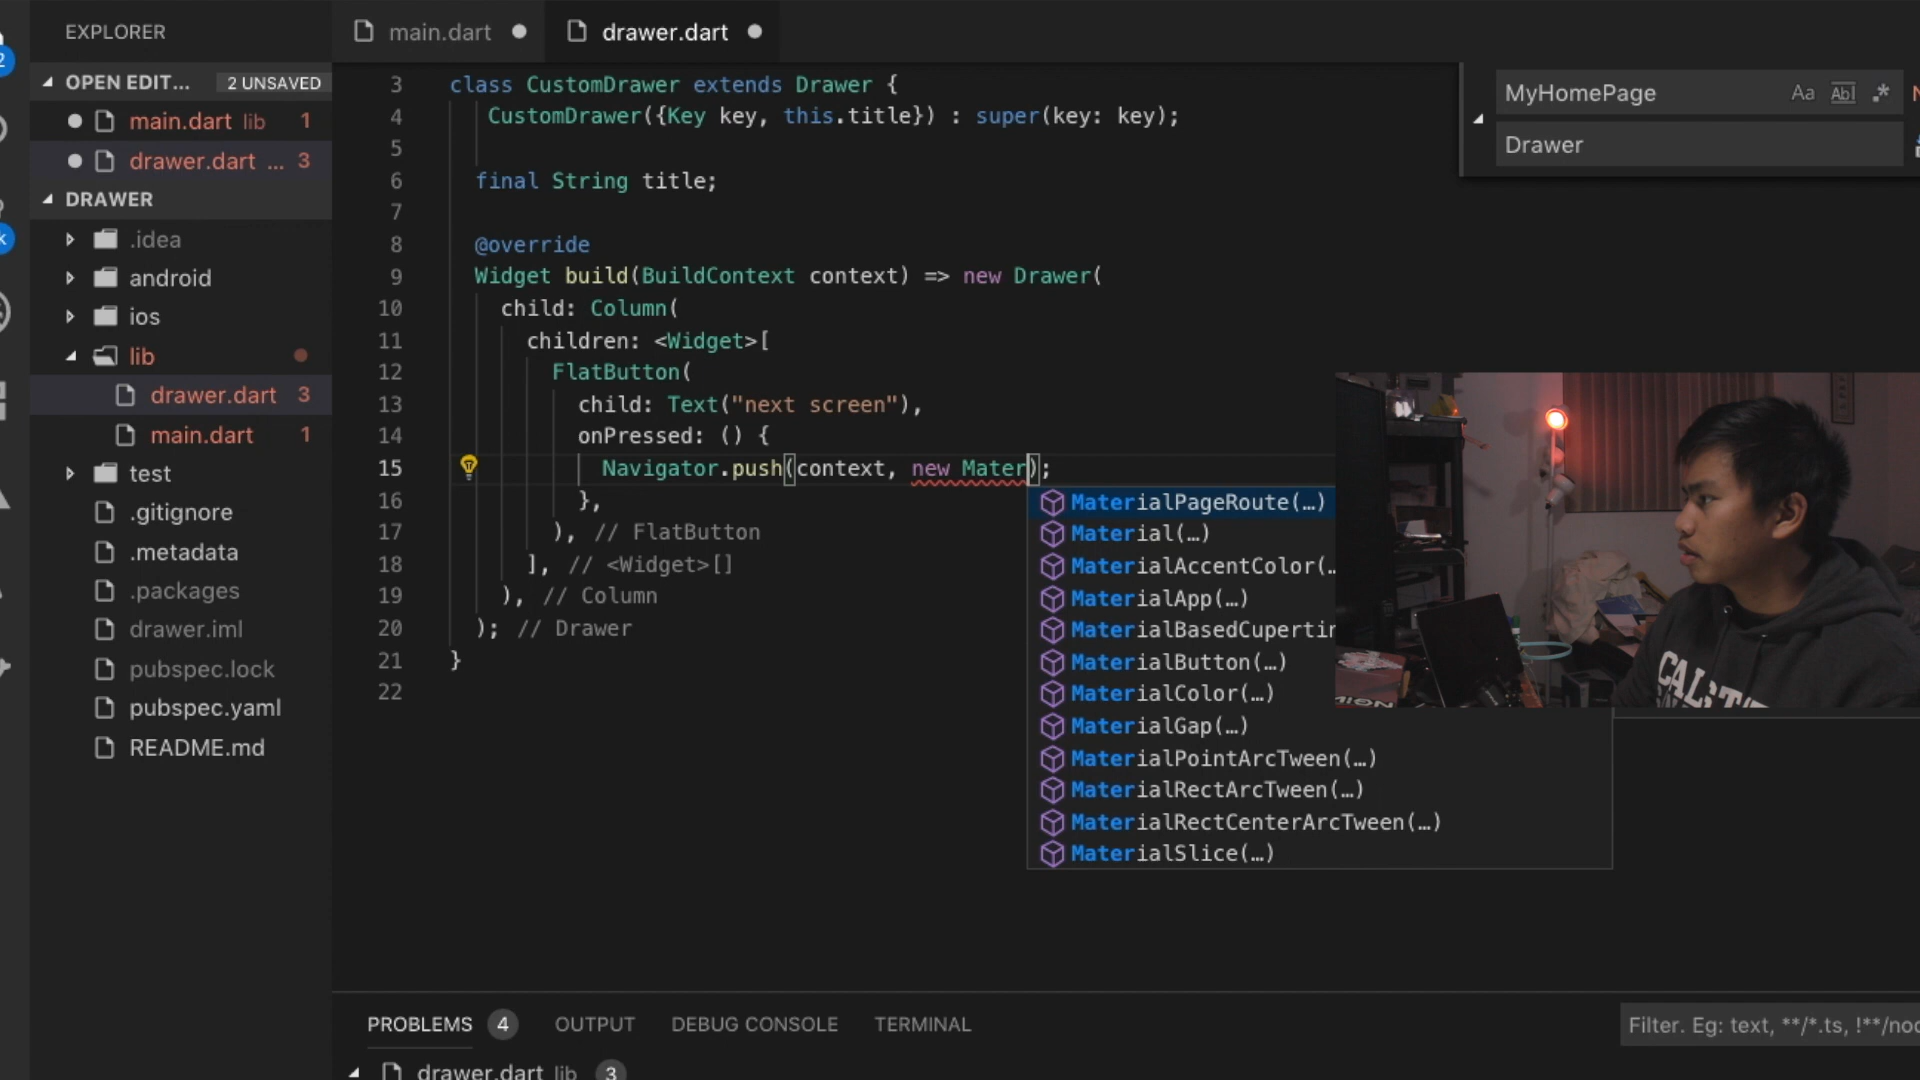 EXPLORER
OPEN EDIT... 2 UNSAVED
main.dart lib 1
drawer.dart ... 3
DRAWER
.idea
android
ios
lib
drawer.dart 3
main.dart 1
test
.gitignore
.metadata
.packages
drawer.iml
pubspec.lock
pubspec.yaml
README.md
main.dart
drawer.dart
3 class CustomDrawer extends Drawer {
4 CustomDrawer({Key key, this.title}) : super(key: key);
5
6 final String title;
7
8 @override
9 Widget build(BuildContext context) => new Drawer(
10 child: Column(
11 children: <Widget>[
12 FlatButton(
13 child: Text("next screen"),
14 onPressed: () {
15 Navigator.push(context, new Mater);
16 },
17 ), // FlatButton
18 ], // <Widget>[]
19 ), // Column
20 ); // Drawer
21 }
22
MaterialPageRoute(…)
Material(…)
MaterialAccentColor(…
MaterialApp(…)
MaterialBasedCupertin
MaterialButton(…)
MaterialColor(…)
MaterialGap(…)
MaterialPointArcTween(…)
MaterialRectArcTween(…)
MaterialRectCenterArcTween(…)
MaterialSlice(…)
MyHomePage Aa Abl .*
Drawer
PROBLEMS 4 OUTPUT DEBUG CONSOLE TERMINAL
Filter. Eg: text, **/*.ts, !**/noc
drawer.dart lib 3